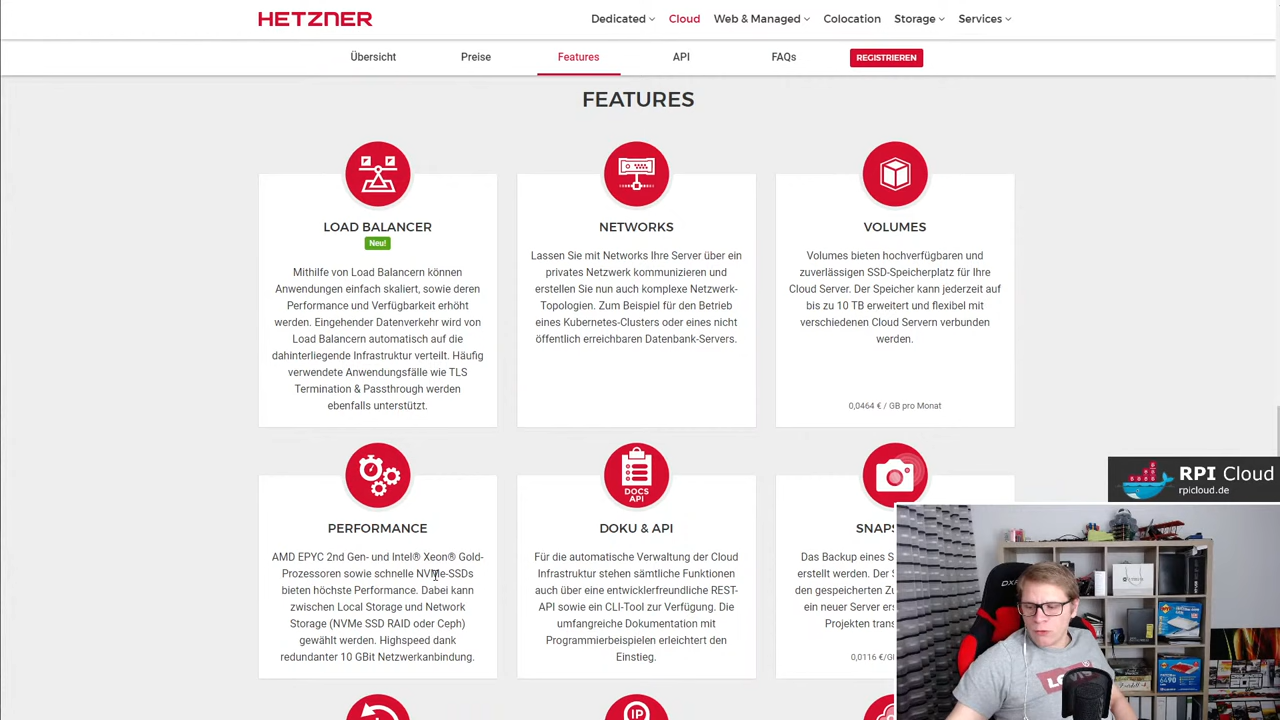 HETZNER
Dedicated
Cloud
Web & Managed
Colocation
Storage
Services
Übersicht
Preise
Features
API
FAQs
REGISTRIEREN
FEATURES
LOAD BALANCER
Neu!
Mithilfe von Load Balancern können
Anwendungen einfach skaliert, sowie deren
Performance und Verfügbarkeit erhöht
werden. Eingehender Datenverkehr wird von
Load Balancern automatisch auf die
dahinterliegende Infrastruktur verteilt. Häufig
verwendete Anwendungsfälle wie TLS
Termination & Passthrough werden
ebenfalls unterstützt.
NETWORKS
Lassen Sie mit Networks Ihre Server über ein
privates Netzwerk kommunizieren und
erstellen Sie nun auch komplexe Netzwerk-
Topologien. Zum Beispiel für den Betrieb
eines Kubernetes-Clusters oder eines nicht
öffentlich erreichbaren Datenbank-Servers.
VOLUMES
Volumes bieten hochverfügbaren und
zuverlässigen SSD-Speicherplatz für Ihre
Cloud Server. Der Speicher kann jederzeit auf
bis zu 10 TB erweitert und flexibel mit
verschiedenen Cloud Servern verbunden
werden.
0,0464 € / GB pro Monat
PERFORMANCE
AMD EPYC 2nd Gen- und Intel® Xeon® Gold-
Prozessoren sowie schnelle NVMe-SSDs
bieten höchste Performance. Dabei kann
zwischen Local Storage und Network
Storage (NVMe SSD RAID oder Ceph)
gewählt werden. Highspeed dank
redundanter 10 GBit Netzwerkanbindung.
DOCS
API
DOKU & API
Für die automatische Verwaltung der Cloud
Infrastruktur stehen sämtliche Funktionen
auch über eine entwicklerfreundliche REST-
API sowie ein CLI-Tool zur Verfügung. Die
umfangreiche Dokumentation mit
Programmierbeispielen erleichtert den
Einstieg.
SNAPS
Das Backup eines S
erstellt werden. Der S
den gespeicherten Zu
ein neuer Server ers
Projekten trans
0,0116 €/G
IP
RPI Cloud
rpicloud.de